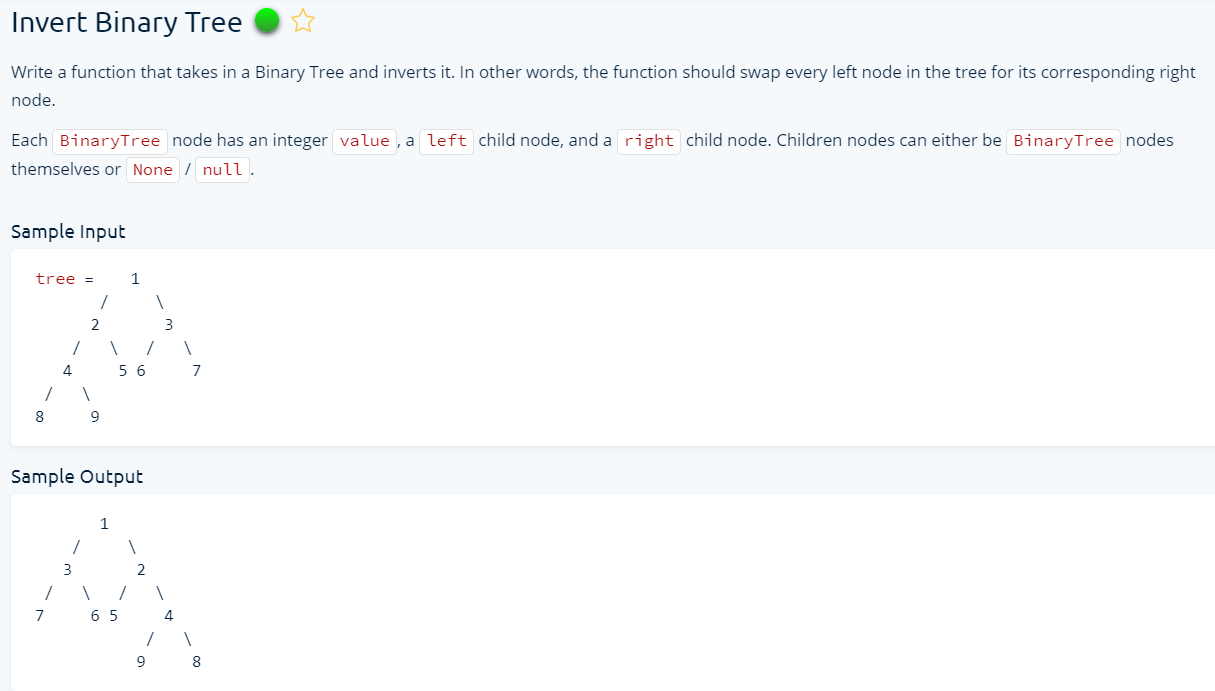 Invert Binary Tree
Write a function that takes in a Binary Tree and inverts it. In other words, the function should swap every left node in the tree for its corresponding right
node.
Each BinaryTree node has an integer value, a left child node, and a right child node. Children nodes can either be BinaryTree nodes
themselves or None / null.
Sample Input
tree =    1
       /     \
      2       3
    /   \   /   \
   4     5 6     7
 /   \
8     9
Sample Output
       1
    /     \
   3       2
 /   \   /   \
7     6 5     4
            /   \
           9     8